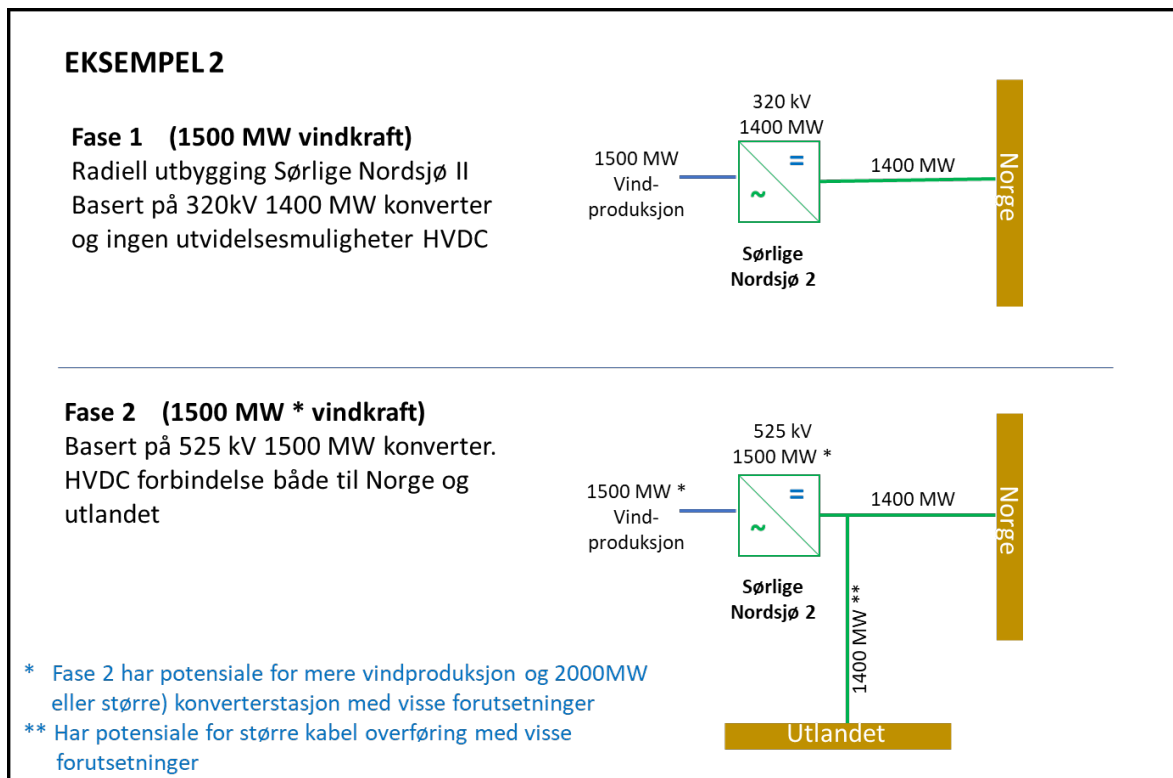 EKSEMPEL 2
Fase 1 (1500 MW vindkraft)
Radiell utbygging Sørlige Nordsjø II
Basert på 320kV 1400 MW konverter
og ingen utvidelsesmuligheter HVDC
320 kV
1400 MW
1500 MW
Vind-
produksjon
=
~
1400 MW
Norge
Sørlige
Nordsjø 2
Fase 2 (1500 MW * vindkraft)
Basert på 525 kV 1500 MW konverter.
HVDC forbindelse både til Norge og
utlandet
525 kV
1500 MW *
1500 MW *
Vind-
produksjon
=
~
1400 MW
Norge
Sørlige
Nordsjø 2
1400 MW **
Utlandet
* Fase 2 har potensiale for mere vindproduksjon og 2000MW
eller større) konverterstasjon med visse forutsetninger
** Har potensiale for større kabel overføring med visse
forutsetninger